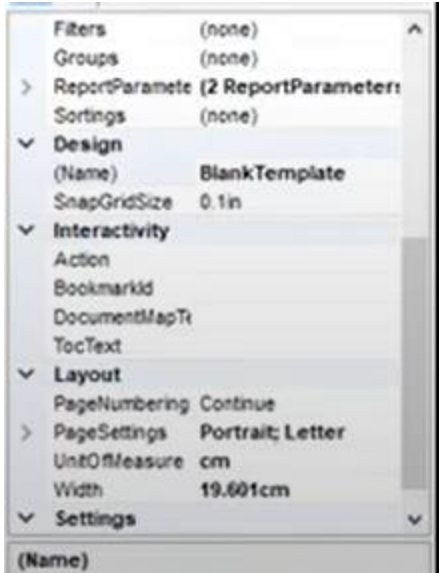 Filters (none)
Groups (none)
ReportParamete (2 ReportParameters
Sortings (none)
Design
(Name) BlankTemplate
SnapGridSize 0.1in
Interactivity
Action
BookmarkId
DocumentMapTe
TocText
Layout
PageNumbering Continue
PageSettings Portrait; Letter
UnitOfMeasure cm
Width 19.601cm
Settings
(Name)